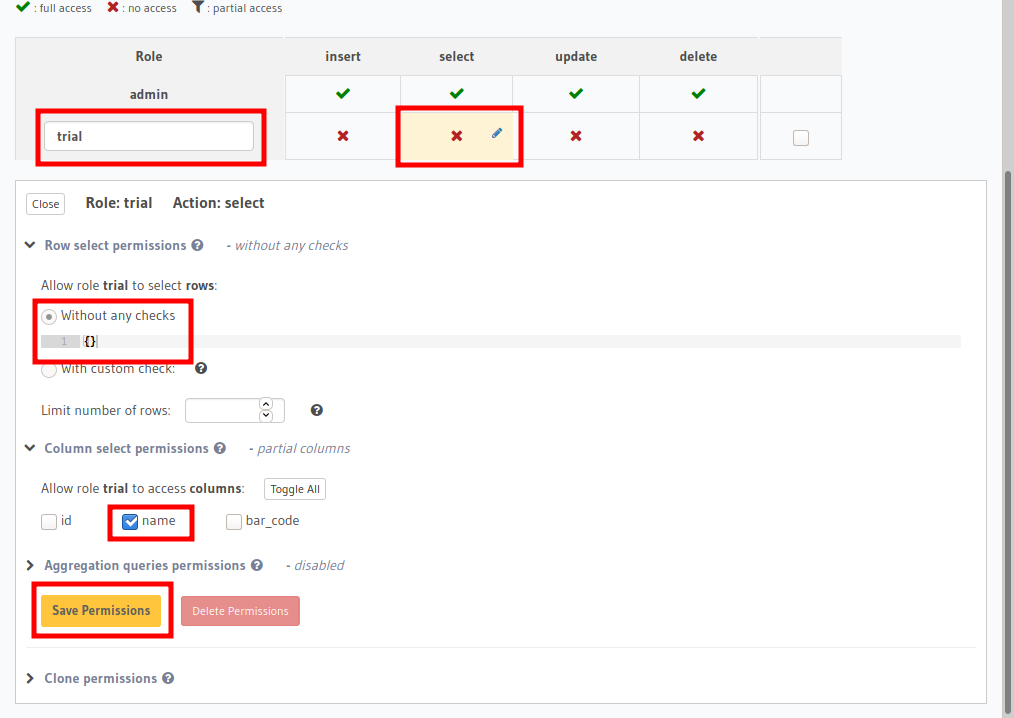 : full access : no access : partial access
Role insert select update delete
admin
trial
Close Role: trial Action: select
Row select permissions ? - without any checks
Allow role trial to select rows:
Without any checks
1 {}
With custom check: ?
Limit number of rows: ?
Column select permissions ? - partial columns
Allow role trial to access columns: Toggle All
id name bar_code
Aggregation queries permissions ? - disabled
Save Permissions Delete Permissions
Clone permissions ?